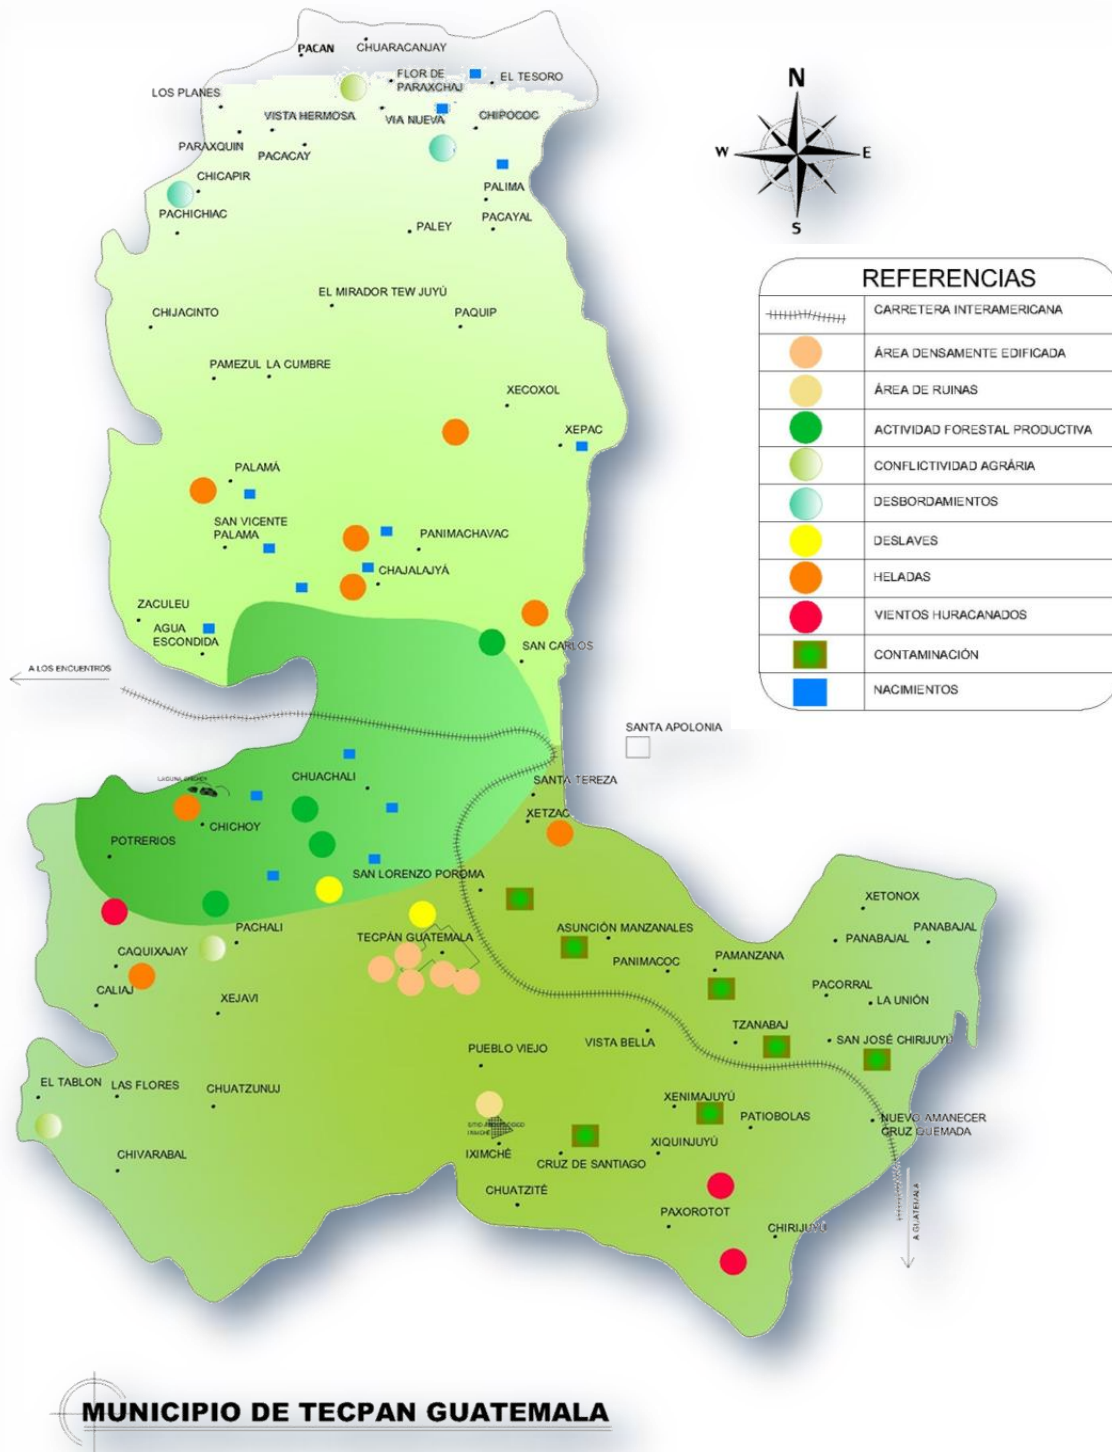 PACAN
CHUARACANJAY
FLOR DE
PARAXCHAJ
EL TESORO
LOS PLANES
VISTA HERMOSA
VIA NUEVA
CHIPOCOC
PARAXQUIN
PACACAY
CHICAPIR
PALIMA
PACHICHIAC
PALEY
PACAYAL
EL MIRADOR TEW JUYÚ
CHIJACINTO
PAQUIP
PAMEZUL LA CUMBRE
XECOXOL
XEPAC
PALAMÁ
SAN VICENTE
PALAMA
PANIMACHAVAC
CHAJALAJYÁ
ZACULEU
AGUA
ESCONDIDA
SAN CARLOS
A LOS ENCUENTROS
SANTA APOLONIA
CHUACHALI
SANTA TEREZA
CHICHOY
XETZAC
POTRERIOS
SAN LORENZO POROMA
XETONOX
PACHALI
TECPÁN GUATEMALA
ASUNCIÓN MANZANALES
PANABAJAL
PANABAJAL
CAQUIXAJAY
PANIMACOC
PAMANZANA
CALIAJ
XEJAVI
PACORRAL
LA UNIÓN
VISTA BELLA
TZANABAJ
SAN JOSÉ CHIRIJUYÚ
PUEBLO VIEJO
EL TABLON
LAS FLORES
CHUATZUNUJ
XENIMAJUYÚ
PATIOBOLAS
NUEVO AMANECER
CRUZ QUEMADA
IXIMCHÉ
CRUZ DE SANTIAGO
XIQUINJUYÚ
CHIVARABAL
CHUATZITÉ
PAXOROTOT
CHIRIJUYÚ
A GUATEMALA
N
W
E
S
REFERENCIAS
CARRETERA INTERAMERICANA
ÁREA DENSAMENTE EDIFICADA
ÁREA DE RUINAS
ACTIVIDAD FORESTAL PRODUCTIVA
CONFLICTIVIDAD AGRÁRIA
DESBORDAMIENTOS
DESLAVES
HELADAS
VIENTOS HURACANADOS
CONTAMINACIÓN
NACIMIENTOS
MUNICIPIO DE TECPAN GUATEMALA